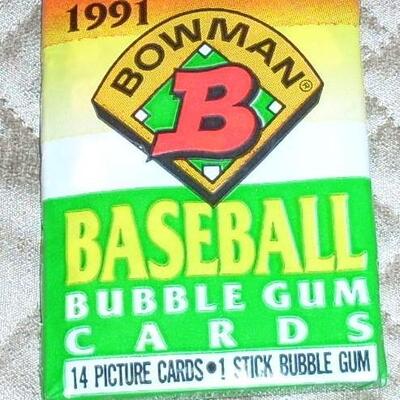 1991
BOWMAN®
B
BASEBALL
BUBBLE GUM
CARDS
14 PICTURE CARDS • 1 STICK BUBBLE GUM